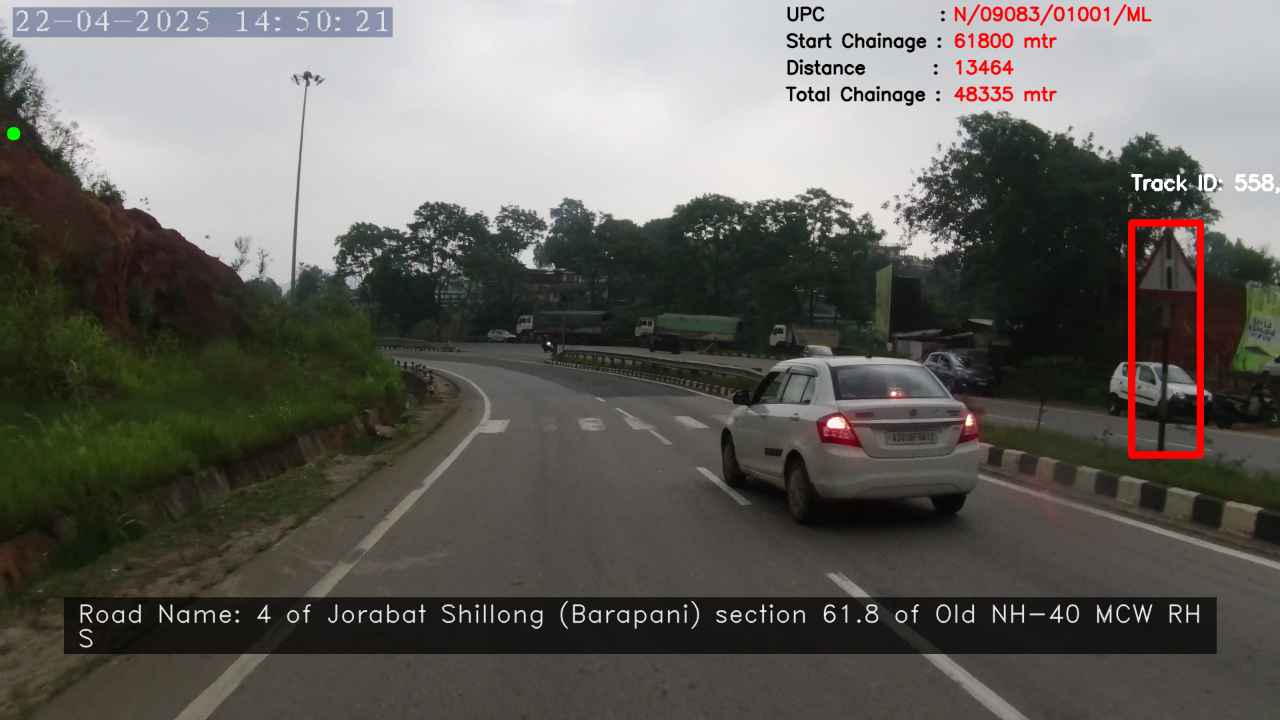 22-04-2025 14:50:21
UPC : N/09083/01001/ML
Start Chainage : 61800 mtr
Distance : 13464
Total Chainage : 48335 mtr
Track ID: 558,
Road Name: 4 of Jorabat Shillong (Barapani) section 61.8 of Old NH-40 MCW RH
S